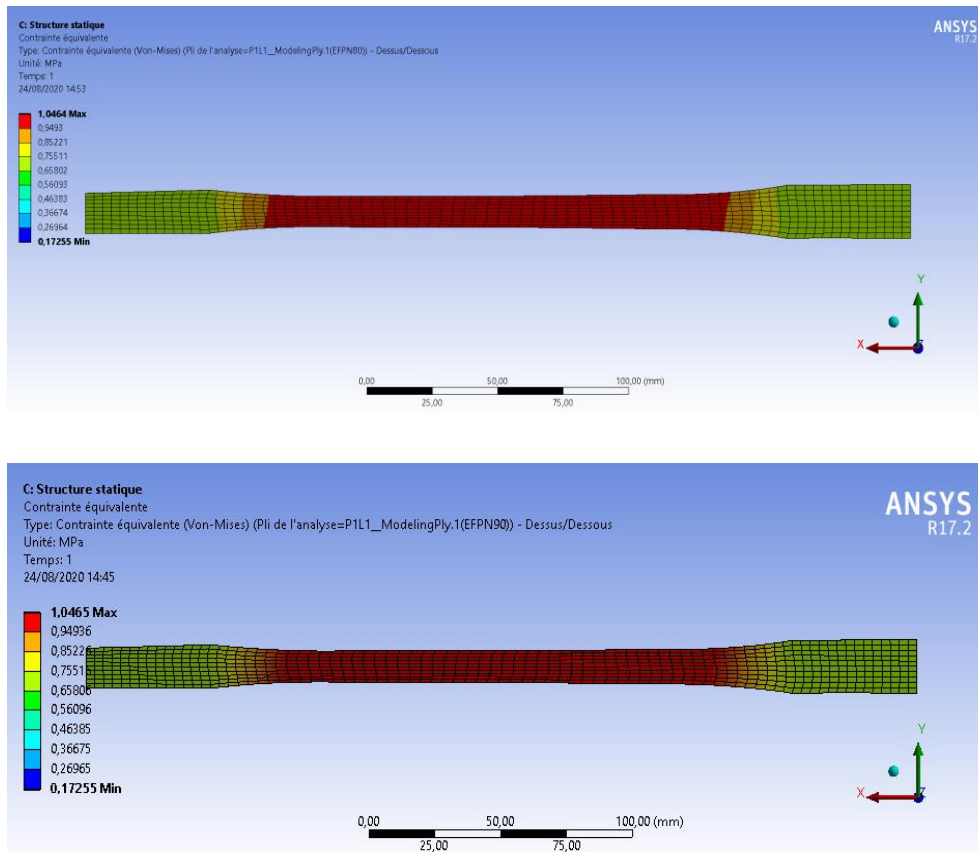 C: Structure statique
Contrainte équivalente
Type: Contrainte équivalente (Von-Mises) (Pli de l'analyse=P1L1__ModelingPly.1(EFPN80)) - Dessus/Dessous
Unité: MPa
Temps: 1
24/08/2020 14:53
ANSYS
R17.2
1,0464 Max
0,9493
0,85221
0,75511
0,65802
0,56093
0,46383
0,36674
0,26964
0,17255 Min
Y
X
Z
0,00 50,00 100,00 (mm)
25,00 75,00
C: Structure statique
Contrainte équivalente
Type: Contrainte équivalente (Von-Mises) (Pli de l'analyse=P1L1__ModelingPly.1(EFPN90)) - Dessus/Dessous
Unité: MPa
Temps: 1
24/08/2020 14:45
ANSYS
R17.2
1,0465 Max
0,94936
0,85226
0,75516
0,65806
0,56096
0,46385
0,36675
0,26965
0,17255 Min
Y
X
Z
0,00 50,00 100,00 (mm)
25,00 75,00